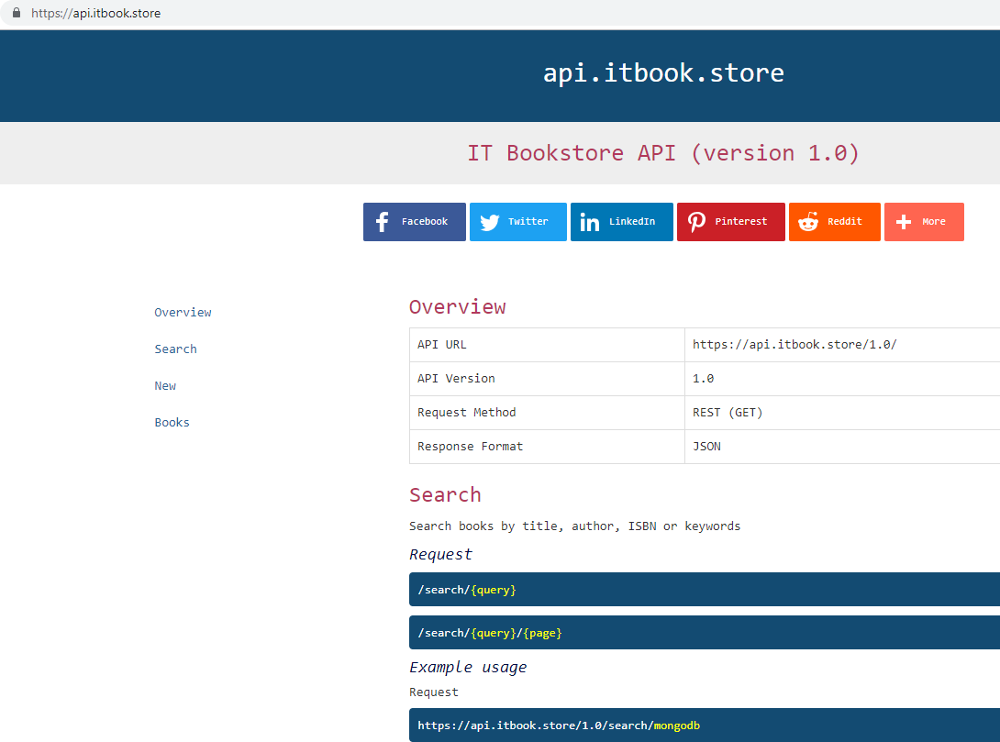 https://api.itbook.store
api.itbook.store
IT Bookstore API (version 1.0)
Facebook Twitter LinkedIn Pinterest Reddit More
Overview
Search
New
Books
Overview
API URL https://api.itbook.store/1.0/
API Version 1.0
Request Method REST (GET)
Response Format JSON
Search
Search books by title, author, ISBN or keywords
Request
/search/{query}
/search/{query}/{page}
Example usage
Request
https://api.itbook.store/1.0/search/mongodb